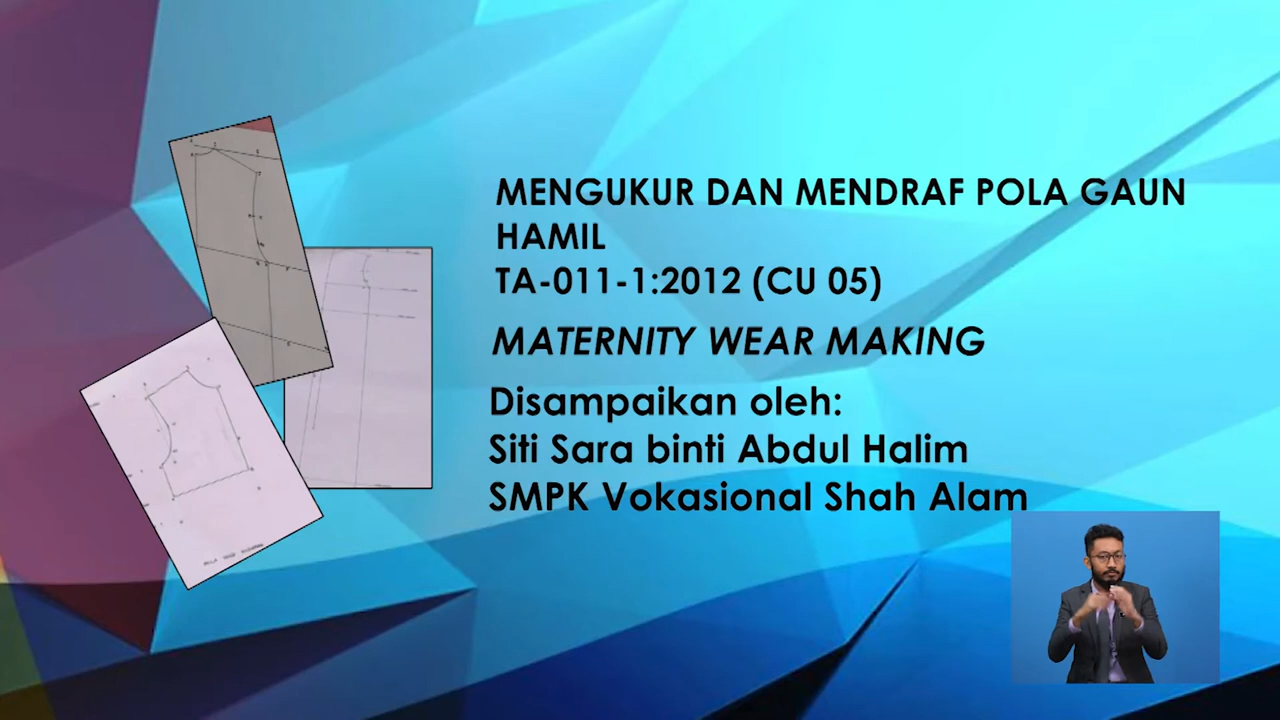 MENGUKUR DAN MENDRAF POLA GAUN
HAMIL
TA-011-1:2012 (CU 05)
MATERNITY WEAR MAKING
Disampaikan oleh:
Siti Sara binti Abdul Halim
SMPK Vokasional Shah Alam